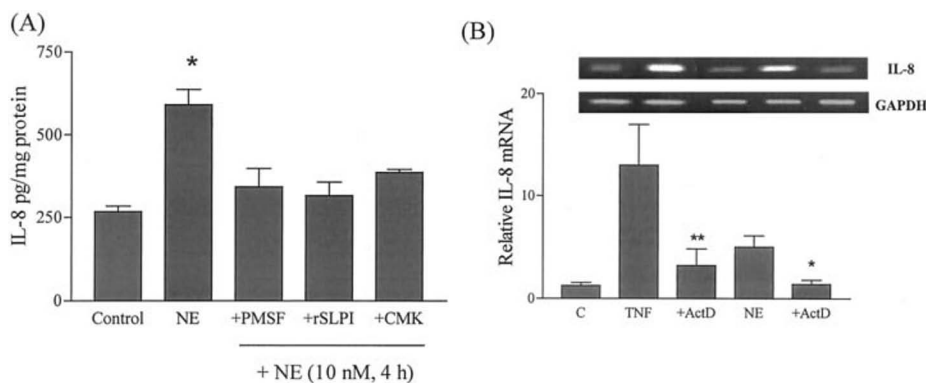 (A)
750
500
250
0
IL-8 pg/mg protein
*
Control NE +PMSF +rSLPI +CMK
+ NE (10 nM, 4 h)
(B)
IL-8
GAPDH
20
10
0
Relative IL-8 mRNA
**
*
C TNF +ActD NE +ActD